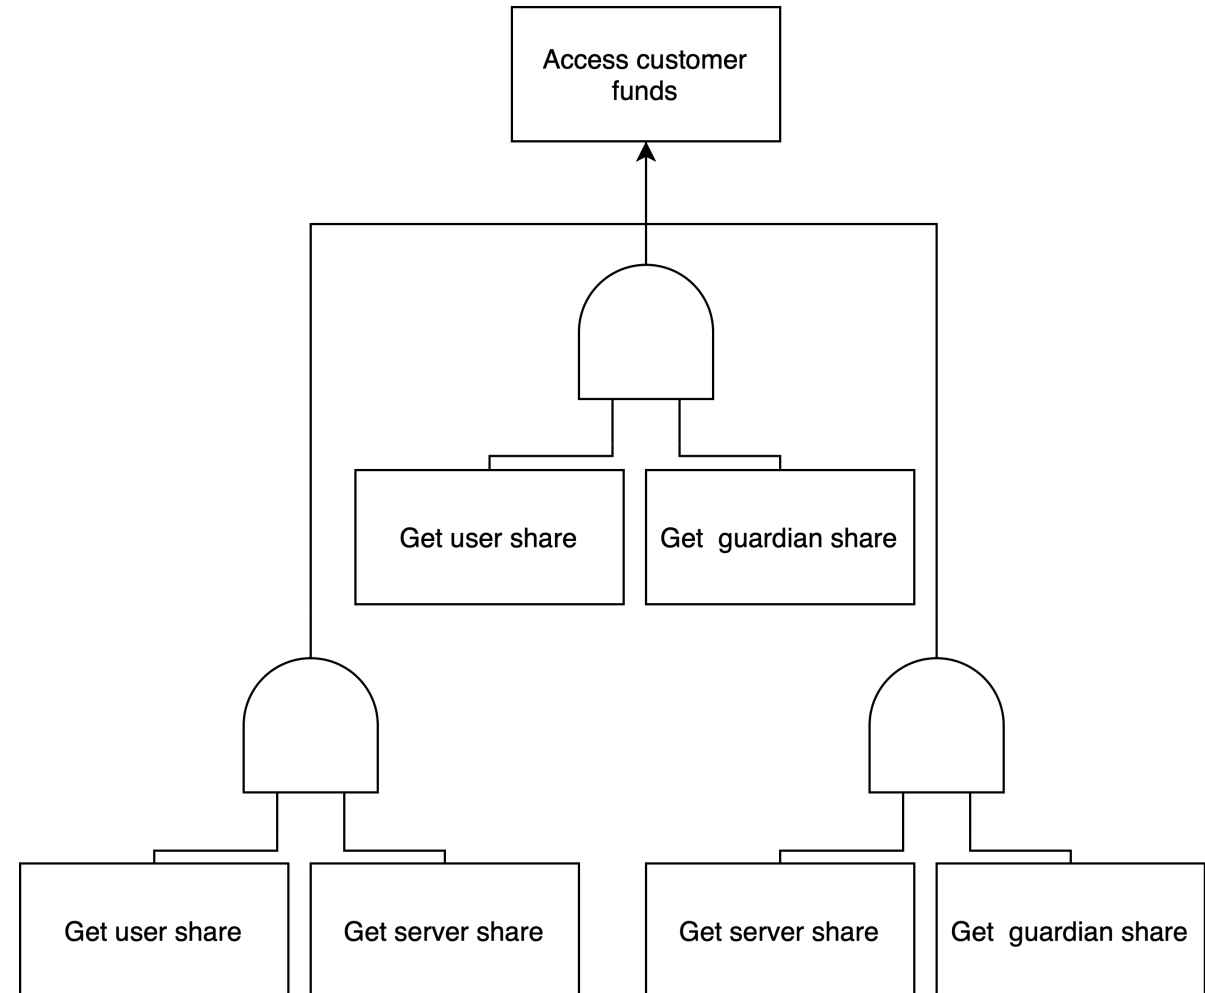 Access customer
funds
Get user share
Get  guardian share
Get user share
Get server share
Get server share
Get  guardian share